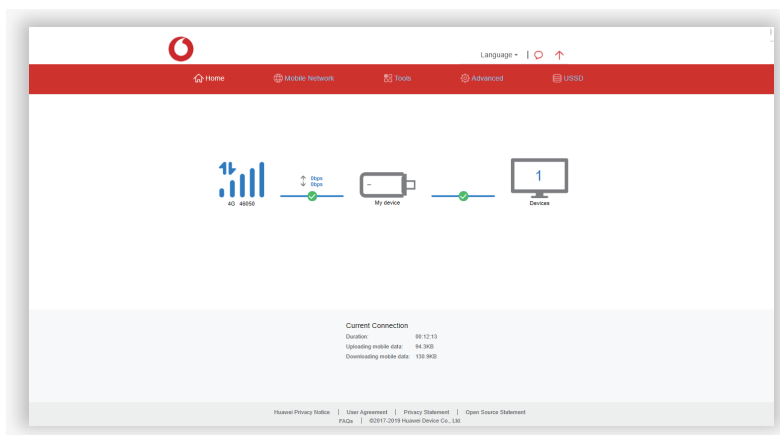 Language
Home Mobile Network Tools Advanced USSD
0bps
0bps
1
4G 46050
My device
Devices
Current Connection
Duration: 00:12:13
Uploading mobile data: 94.3KB
Downloading mobile data: 130.9KB
Huawei Privacy Notice | User Agreement | Privacy Statement | Open Source Statement
FAQs | ©2017-2019 Huawei Device Co., Ltd.